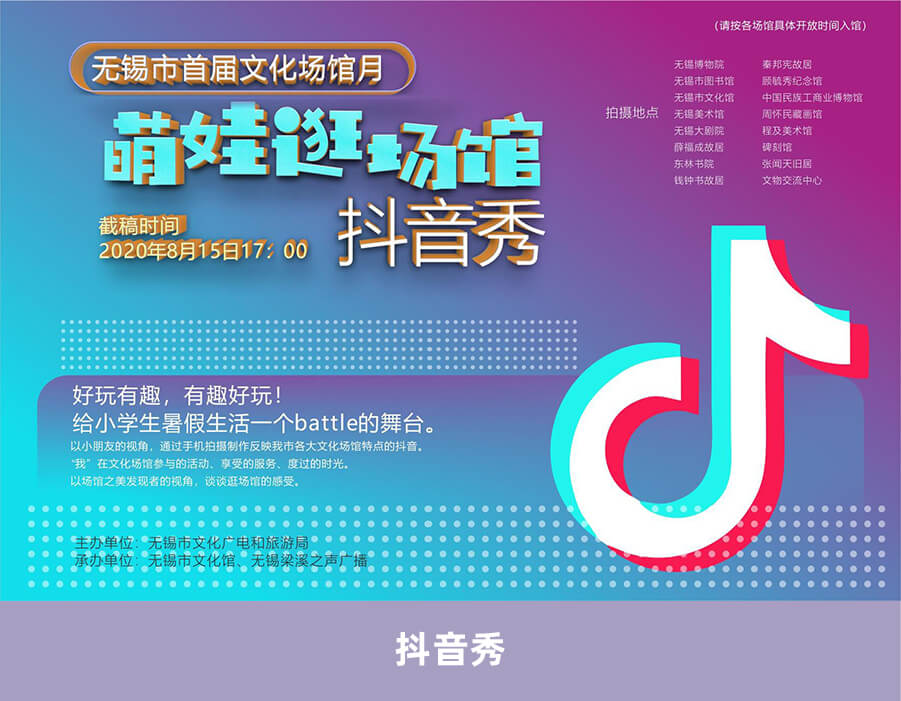 (请按各场馆具体开放时间入馆)
无锡市首届文化场馆月
萌娃逛场馆
抖音秀
截稿时间
2020年8月15日17：00
拍摄地点
无锡博物院 秦邦宪故居
无锡市图书馆 顾毓秀纪念馆
无锡市文化馆 中国民族工商业博物馆
无锡美术馆 周怀民藏画馆
无锡大剧院 程及美术馆
薛福成故居 碑刻馆
东林书院 张闻天旧居
钱钟书故居 文物交流中心
好玩有趣，有趣好玩！
给小学生暑假生活一个battle的舞台。
以小朋友的视角，通过手机拍摄制作反映我市各大文化场馆特点的抖音。
“我”在文化场馆参与的活动、享受的服务、度过的时光。
以场馆之美发现者的视角，谈谈逛场馆的感受。
主办单位：无锡市文化广电和旅游局
承办单位：无锡市文化馆、无锡梁溪之声广播
抖音秀